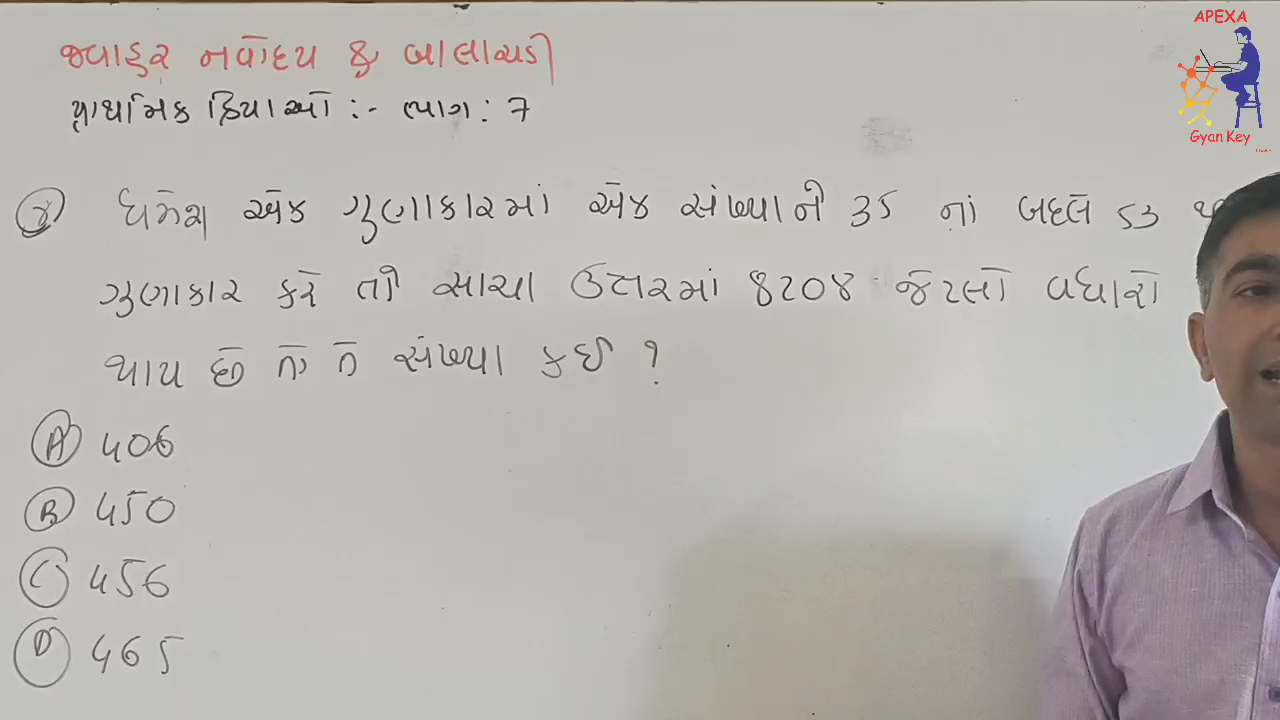 જવાહર નવોદય & બાલાચડી
પ્રાથમિક ક્રિયાઓ :- ભાગ : 7
ધર્મેશ એક ગુણાકારમાં એક સંખ્યાને 35 નાં બદલે 53 
ગુણાકાર કરે તો સાચા ઉત્તરમાં 8208 જેટલો વધારો
થાય છે તો તે સંખ્યા કઈ ?
(A) 406
(B) 450
(C) 456
(D) 465
APEXA
Gyan Key